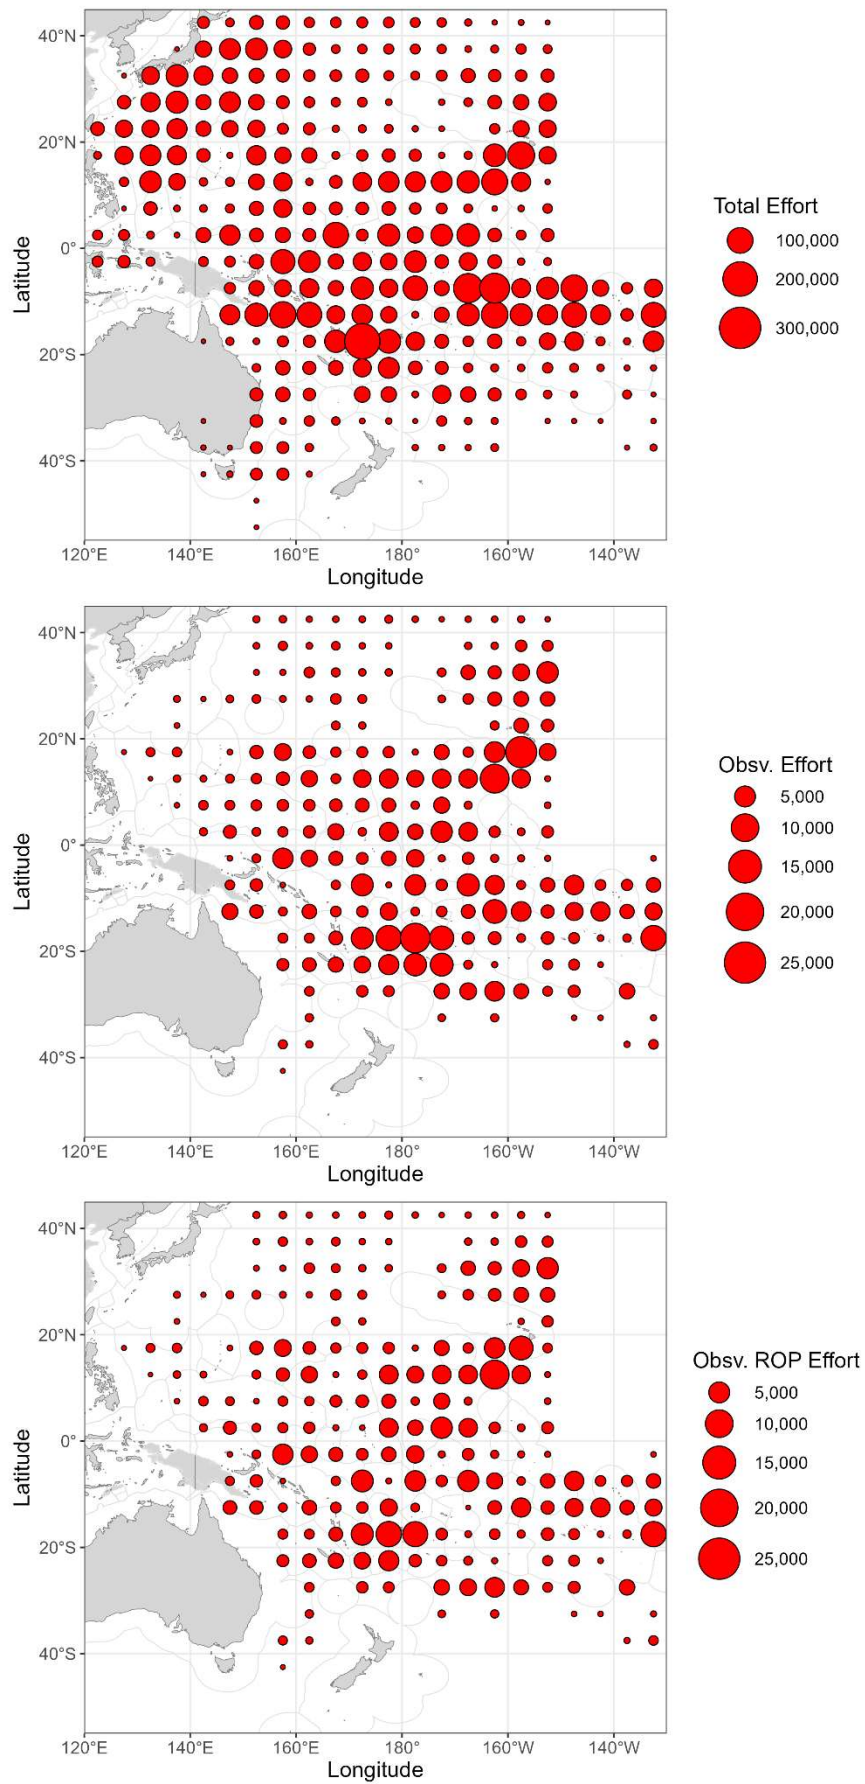 40°N
20°N
0°
20°S
40°S
Latitude
120°E 140°E 160°E 180° 160°W 140°W
Longitude
Total Effort
100,000
200,000
300,000
40°N
20°N
0°
20°S
40°S
Latitude
120°E 140°E 160°E 180° 160°W 140°W
Longitude
Obsv. Effort
5,000
10,000
15,000
20,000
25,000
40°N
20°N
0°
20°S
40°S
Latitude
120°E 140°E 160°E 180° 160°W 140°W
Longitude
Obsv. ROP Effort
5,000
10,000
15,000
20,000
25,000